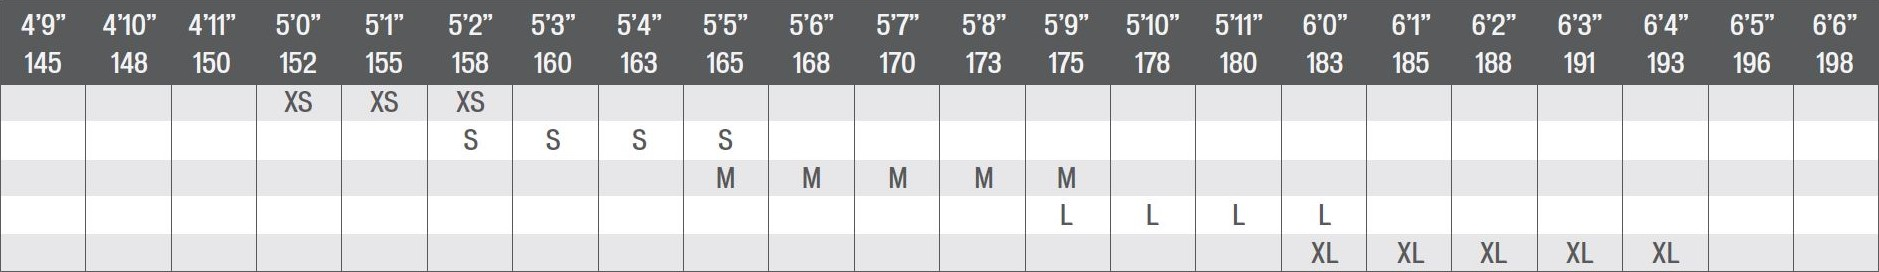 4’9” 4’10” 4’11” 5’0” 5’1” 5’2” 5’3” 5’4” 5’5” 5’6” 5’7” 5’8” 5’9” 5’10” 5’11” 6’0” 6’1” 6’2” 6’3” 6’4” 6’5” 6’6”
145 148 150 152 155 158 160 163 165 168 170 173 175 178 180 183 185 188 191 193 196 198
XS XS XS
S S S S
M M M M M
L L L L
XL XL XL XL XL